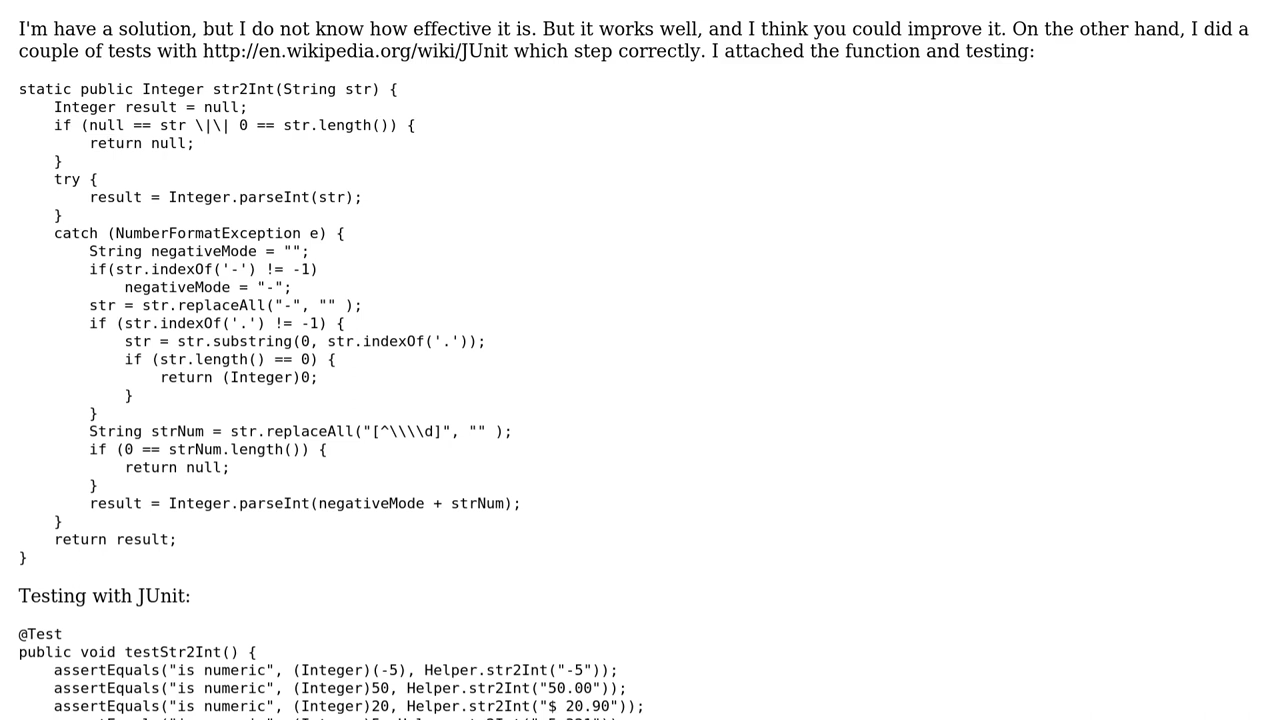 I'm have a solution, but I do not know how effective it is. But it works well, and I think you could improve it. On the other hand, I did a
couple of tests with http://en.wikipedia.org/wiki/JUnit which step correctly. I attached the function and testing:
static public Integer str2Int(String str) {
    Integer result = null;
    if (null == str \|\| 0 == str.length()) {
        return null;
    }
    try {
        result = Integer.parseInt(str);
    }
    catch (NumberFormatException e) {
        String negativeMode = "";
        if(str.indexOf('-') != -1)
            negativeMode = "-";
        str = str.replaceAll("-", "" );
        if (str.indexOf('.') != -1) {
            str = str.substring(0, str.indexOf('.'));
            if (str.length() == 0) {
                return (Integer)0;
            }
        }
        String strNum = str.replaceAll("[^\\\\d]", "" );
        if (0 == strNum.length()) {
            return null;
        }
        result = Integer.parseInt(negativeMode + strNum);
    }
    return result;
}
Testing with JUnit:
@Test
public void testStr2Int() {
    assertEquals("is numeric", (Integer)(-5), Helper.str2Int("-5"));
    assertEquals("is numeric", (Integer)50, Helper.str2Int("50.00"));
    assertEquals("is numeric", (Integer)20, Helper.str2Int("$ 20.90"));